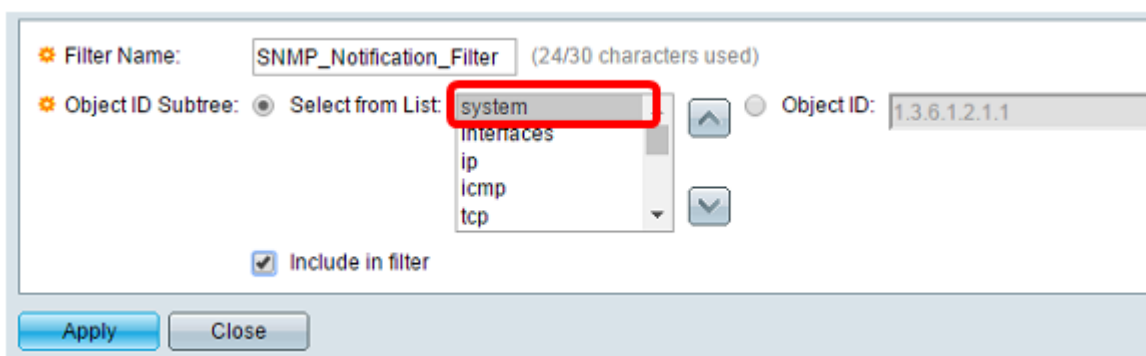 Filter Name: SNMP_Notification_Filter (24/30 characters used)
Object ID Subtree: Select from List: system Object ID: 1.3.6.1.2.1.1
interfaces
ip
icmp
tcp
Include in filter
Apply Close